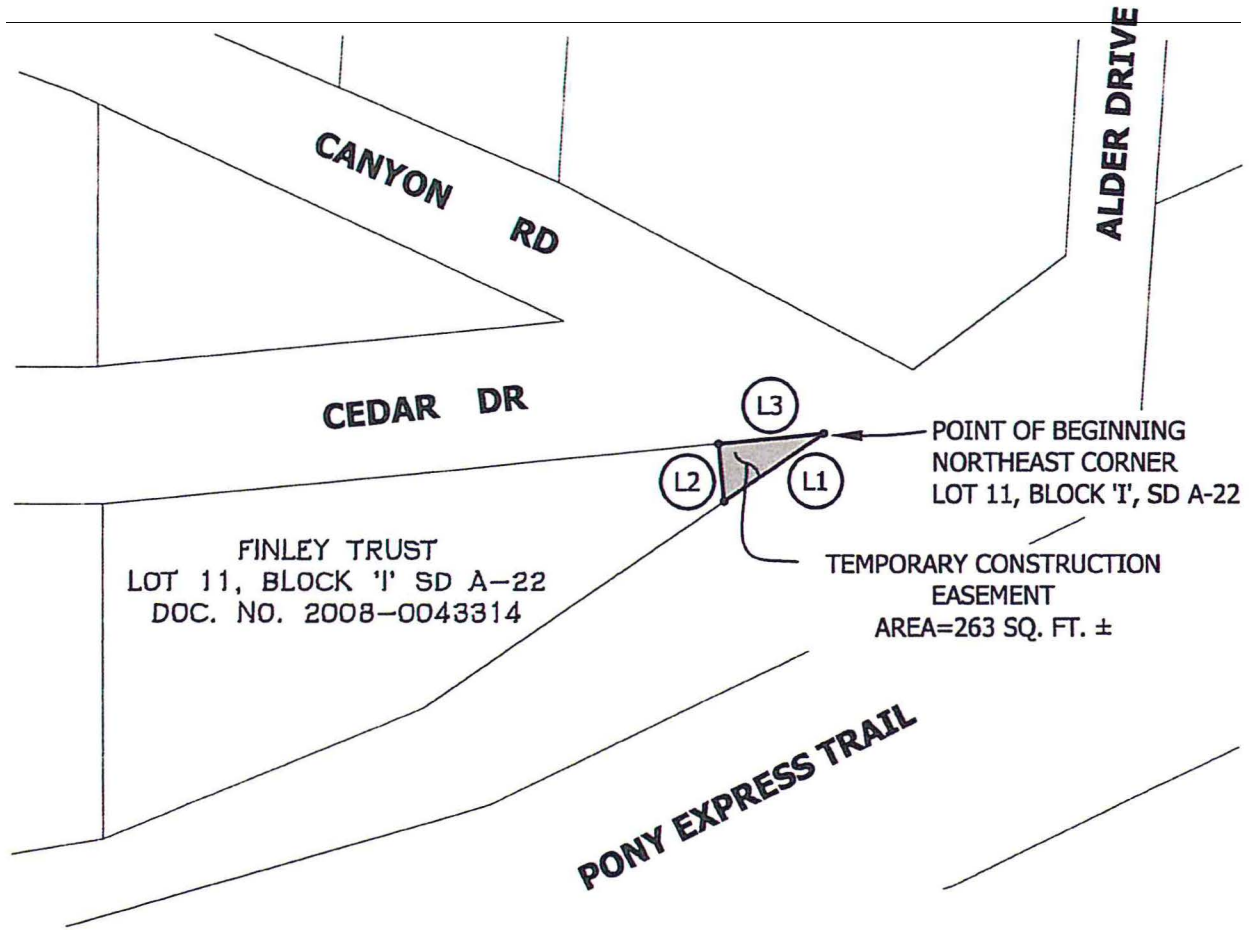 ALDER DRIVE
CANYON RD
CEDAR DR
L3
L2
L1
POINT OF BEGINNING
NORTHEAST CORNER
LOT 11, BLOCK 'I', SD A-22
FINLEY TRUST
LOT 11, BLOCK 'I' SD A-22
DOC. NO. 2008-0043314
TEMPORARY CONSTRUCTION
EASEMENT
AREA=263 SQ. FT. ±
PONY EXPRESS TRAIL